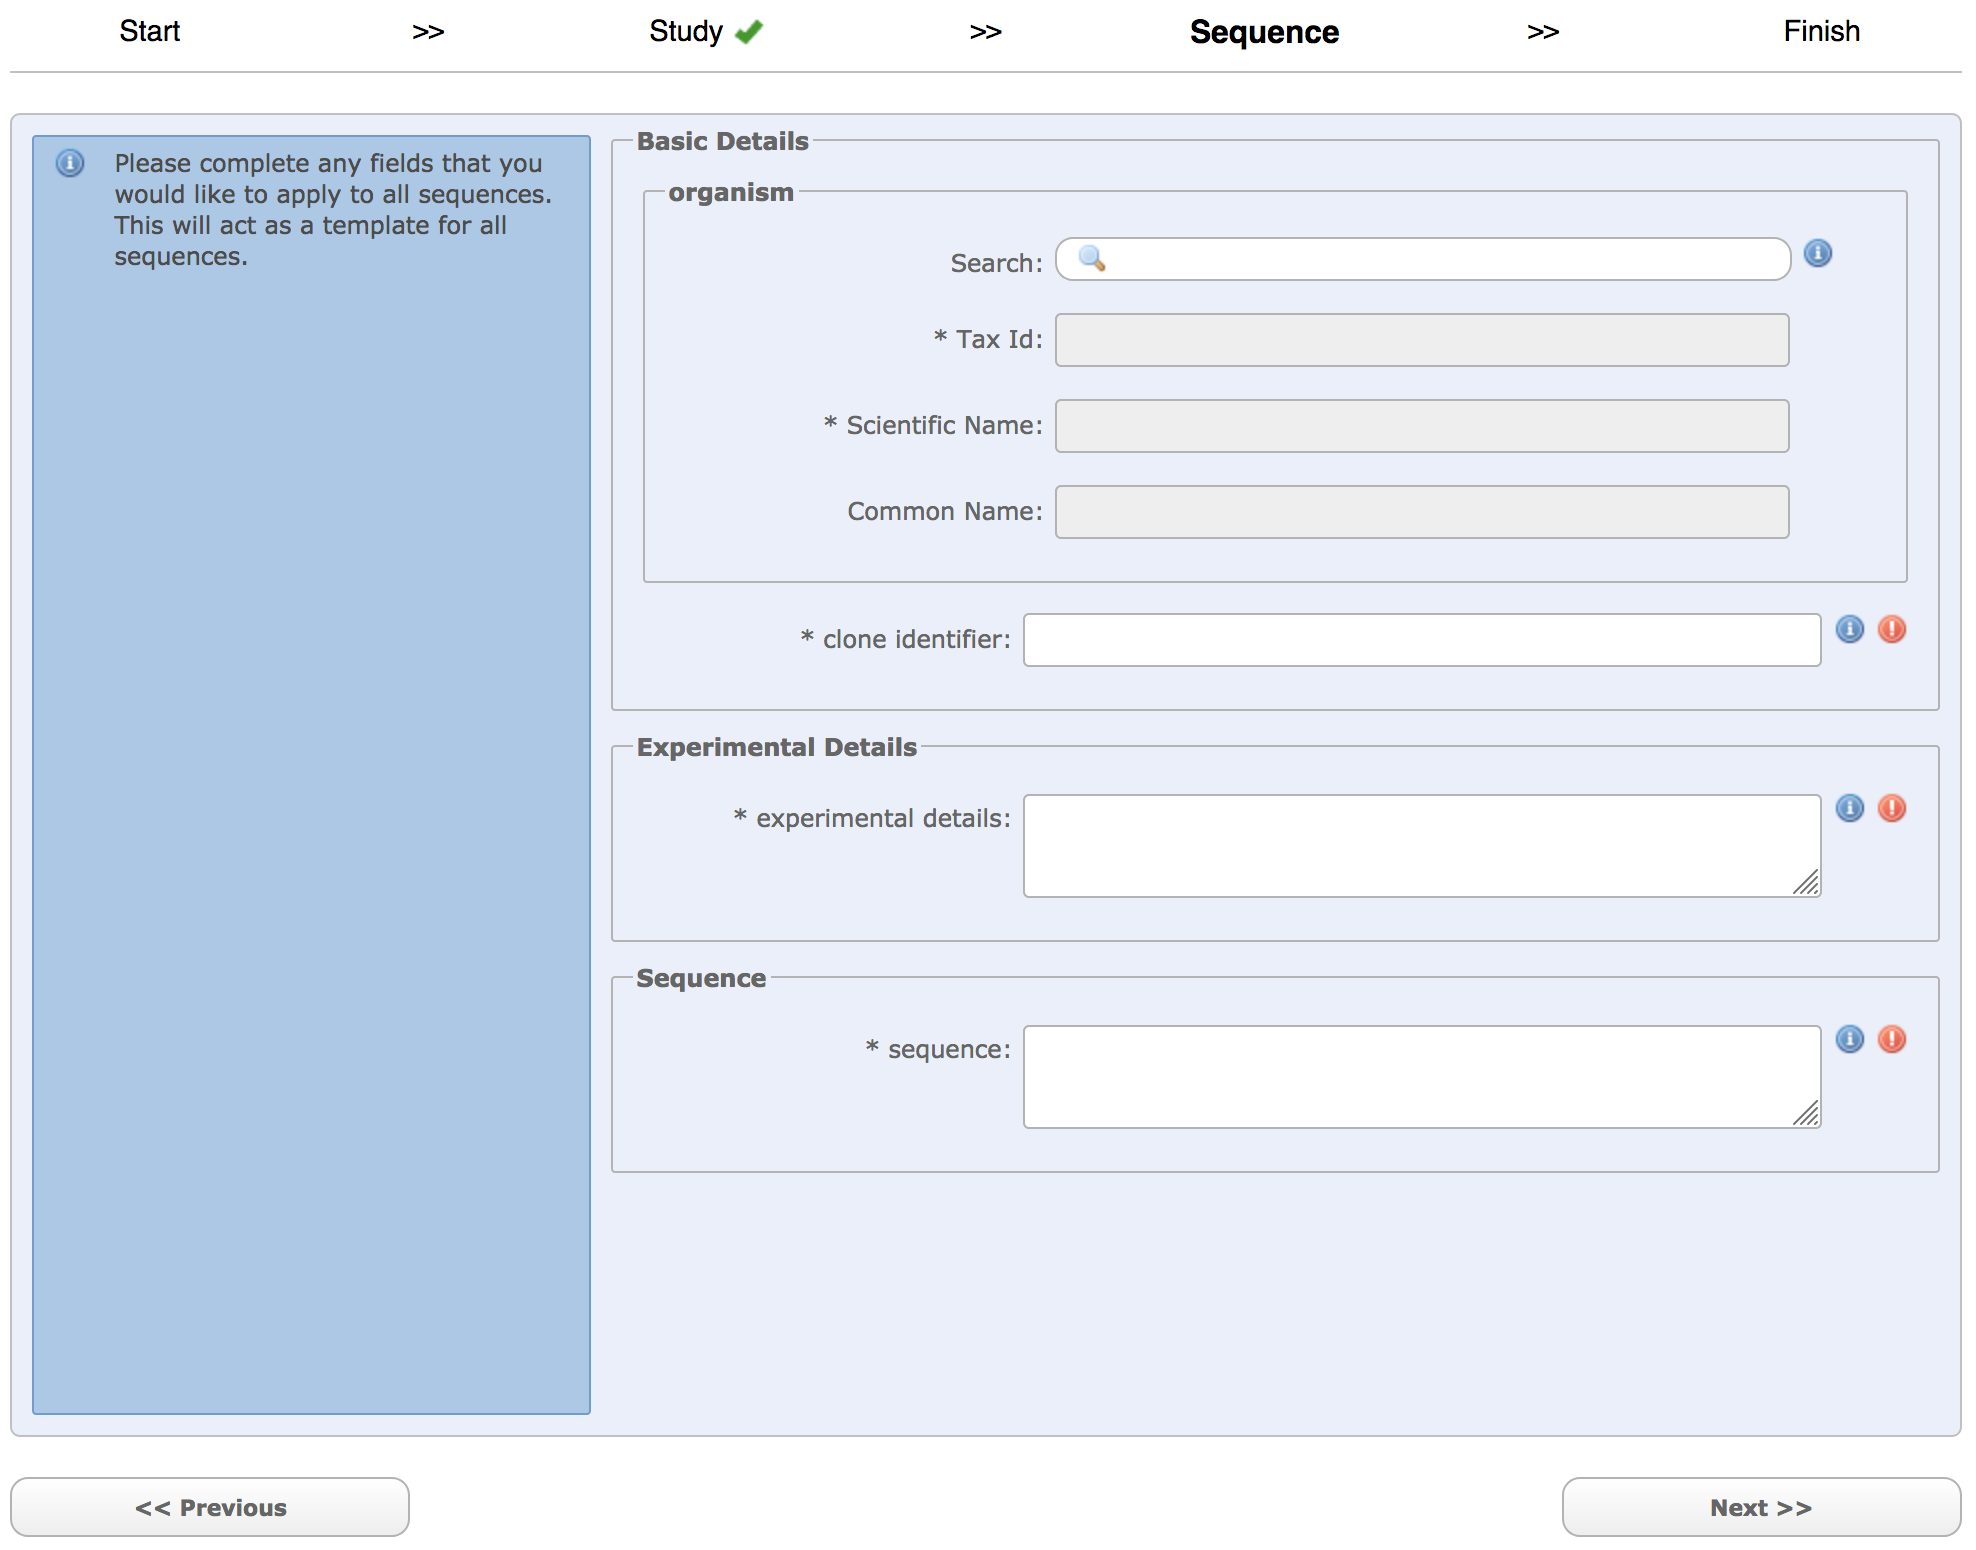 Start >> Study >> Sequence >> Finish
Please complete any fields that you
would like to apply to all sequences.
This will act as a template for all
sequences.
Basic Details
organism
Search:
* Tax Id:
* Scientific Name:
Common Name:
* clone identifier:
Experimental Details
* experimental details:
Sequence
* sequence:
<< Previous
Next >>